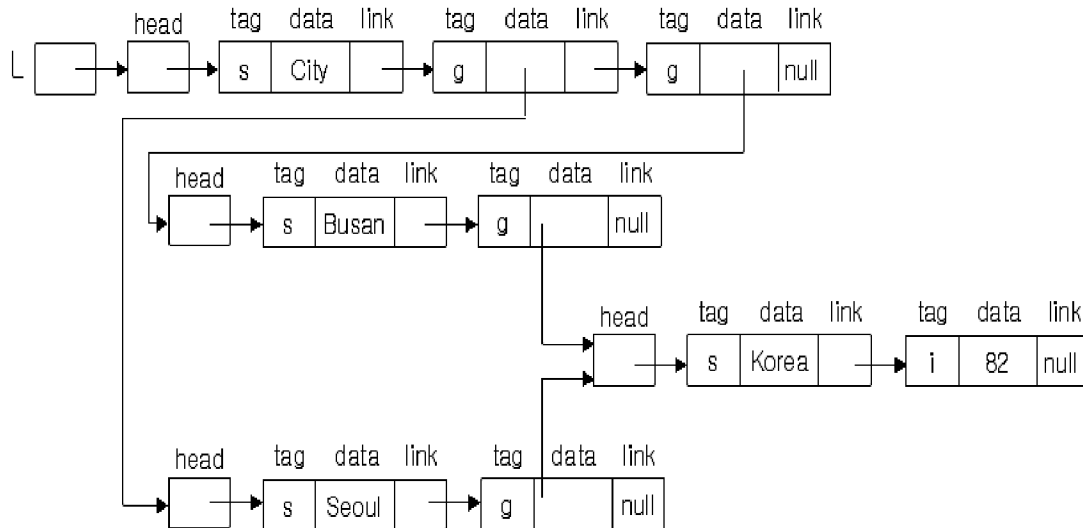 head tag data link tag data link tag data link
L s City g g null
head tag data link tag data link
s Busan g null
head tag data link tag data link
s Korea i 82 null
head tag data link tag data link
s Seoul g null